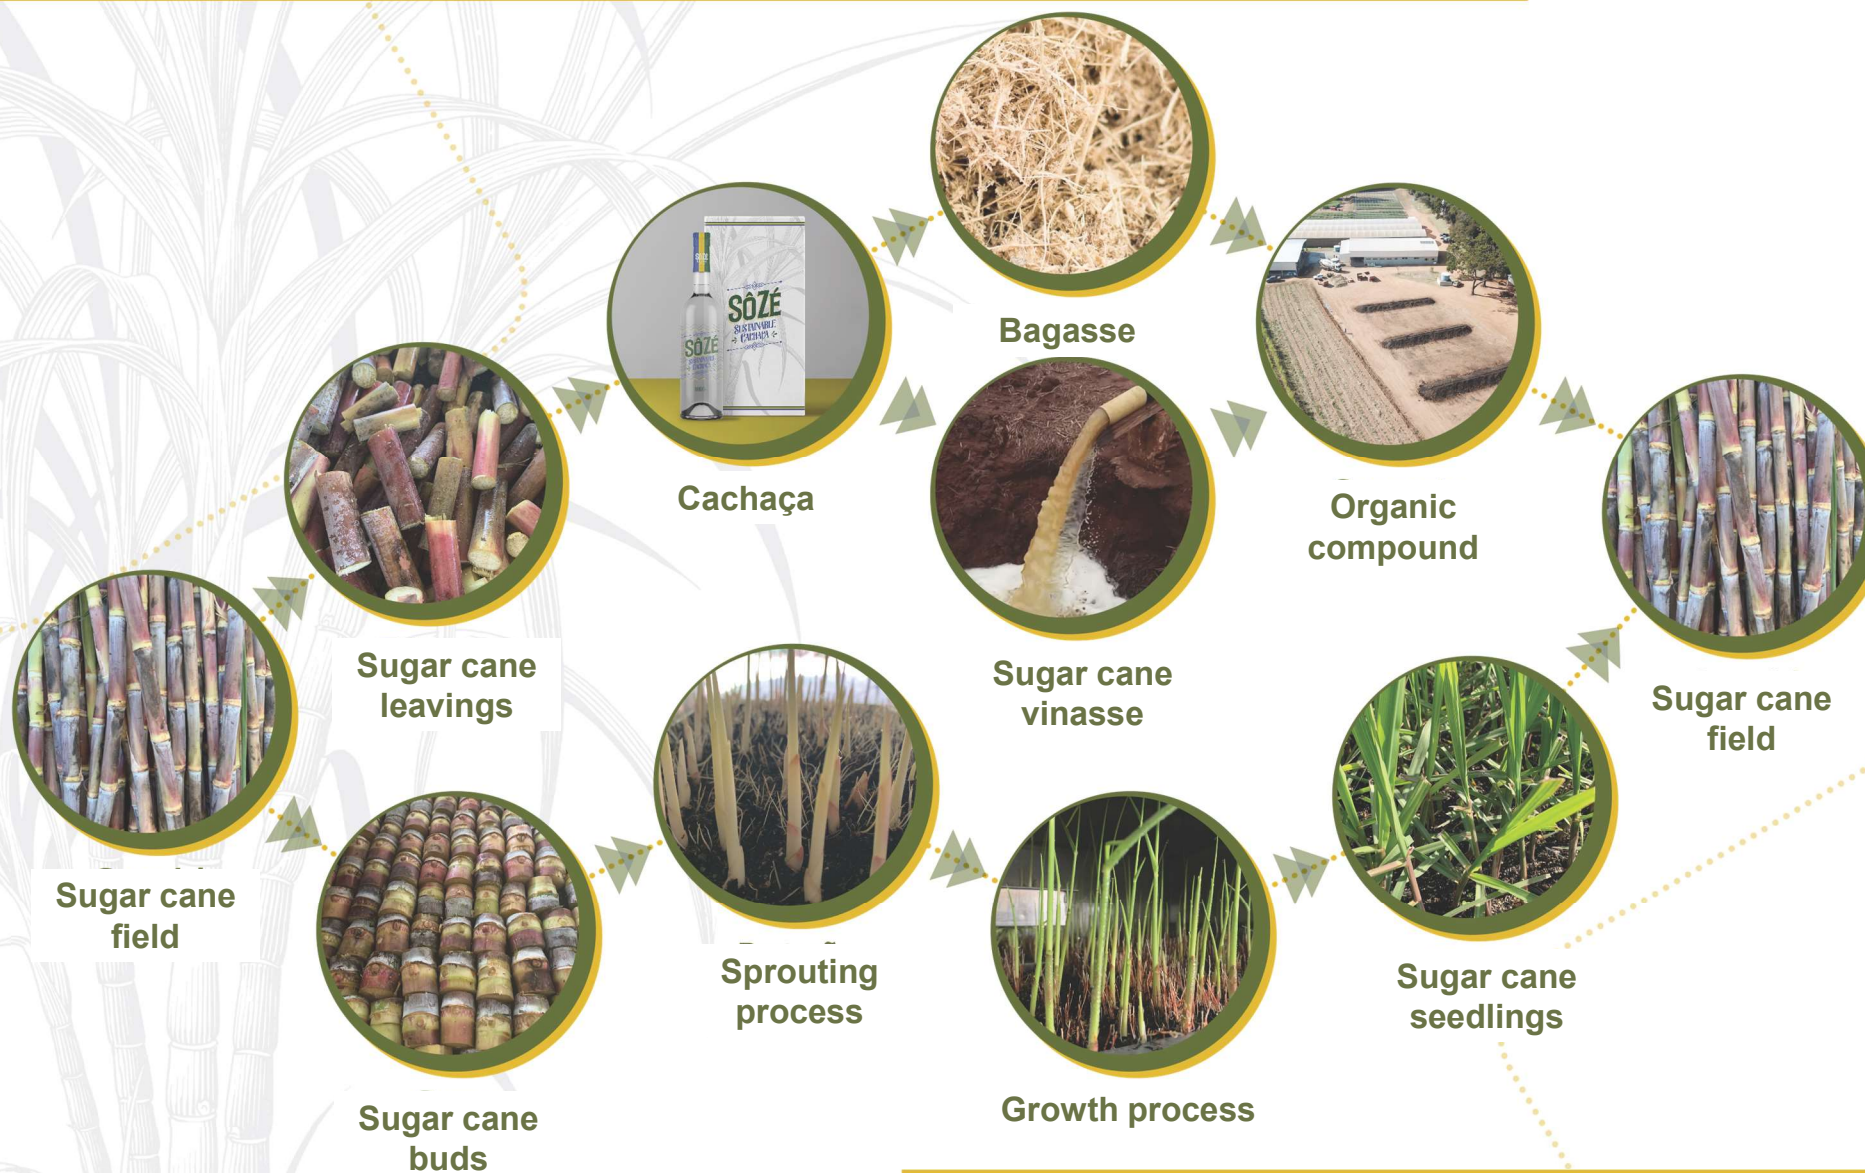 Bagasse
SÔZÉ
SUSTAINABLE
CACHAÇA
SÔZÉ
Cachaça
Organic
compound
Sugar cane
leavings
Sugar cane
vinasse
Sugar cane
field
Sugar cane
field
Sprouting
process
Sugar cane
seedlings
Growth process
Sugar cane
buds